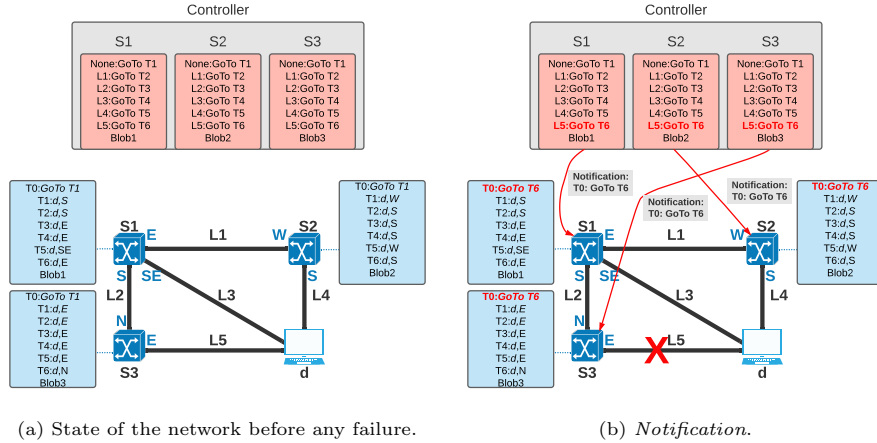 Controller
S1
S2
S3
None:GoTo T1
L1:GoTo T2
L2:GoTo T3
L3:GoTo T4
L4:GoTo T5
L5:GoTo T6
Blob1
None:GoTo T1
L1:GoTo T2
L2:GoTo T3
L3:GoTo T4
L4:GoTo T5
L5:GoTo T6
Blob2
None:GoTo T1
L1:GoTo T2
L2:GoTo T3
L3:GoTo T4
L4:GoTo T5
L5:GoTo T6
Blob3
T0:GoTo T1
T1:d,S
T2:d,S
T3:d,E
T4:d,E
T5:d,SE
T6:d,E
Blob1
T0:GoTo T1
T1:d,W
T2:d,S
T3:d,S
T4:d,S
T5:d,W
T6:d,S
Blob2
T0:GoTo T1
T1:d,E
T2:d,E
T3:d,E
T4:d,E
T5:d,E
T6:d,N
Blob3
S1
E
L1
W
S2
S
SE
S
L2
L3
L4
N
E
L5
S3
d
(a) State of the network before any failure.
Controller
S1
S2
S3
None:GoTo T1
L1:GoTo T2
L2:GoTo T3
L3:GoTo T4
L4:GoTo T5
L5:GoTo T6
Blob1
None:GoTo T1
L1:GoTo T2
L2:GoTo T3
L3:GoTo T4
L4:GoTo T5
L5:GoTo T6
Blob2
None:GoTo T1
L1:GoTo T2
L2:GoTo T3
L3:GoTo T4
L4:GoTo T5
L5:GoTo T6
Blob3
Notification:
T0: GoTo T6
Notification:
T0: GoTo T6
Notification:
T0: GoTo T6
T0:GoTo T6
T1:d,S
T2:d,S
T3:d,E
T4:d,E
T5:d,SE
T6:d,E
Blob1
T0:GoTo T6
T1:d,W
T2:d,S
T3:d,S
T4:d,S
T5:d,W
T6:d,S
Blob2
T0:GoTo T6
T1:d,E
T2:d,E
T3:d,E
T4:d,E
T5:d,E
T6:d,N
Blob3
S1
E
L1
W
S2
S
SE
S
L2
L3
L4
N
E
L5
S3
d
(b) Notification.